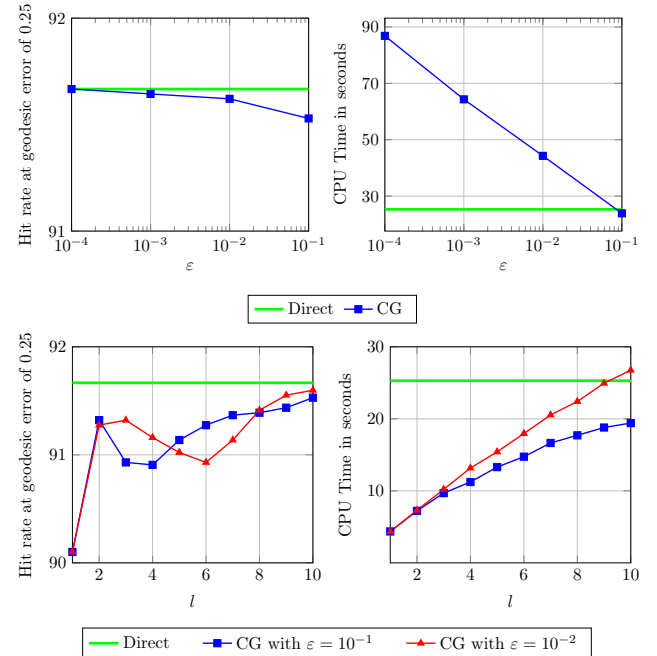 Hit rate at geodesic error of 0.25
92
91
10⁻⁴ 10⁻³ 10⁻² 10⁻¹
ε
CPU Time in seconds
90
70
50
30
10⁻⁴ 10⁻³ 10⁻² 10⁻¹
ε
Direct CG
Hit rate at geodesic error of 0.25
92
91
90
2 4 6 8 10
l
CPU Time in seconds
30
20
10
2 4 6 8 10
l
Direct CG with ε = 10⁻¹ CG with ε = 10⁻²